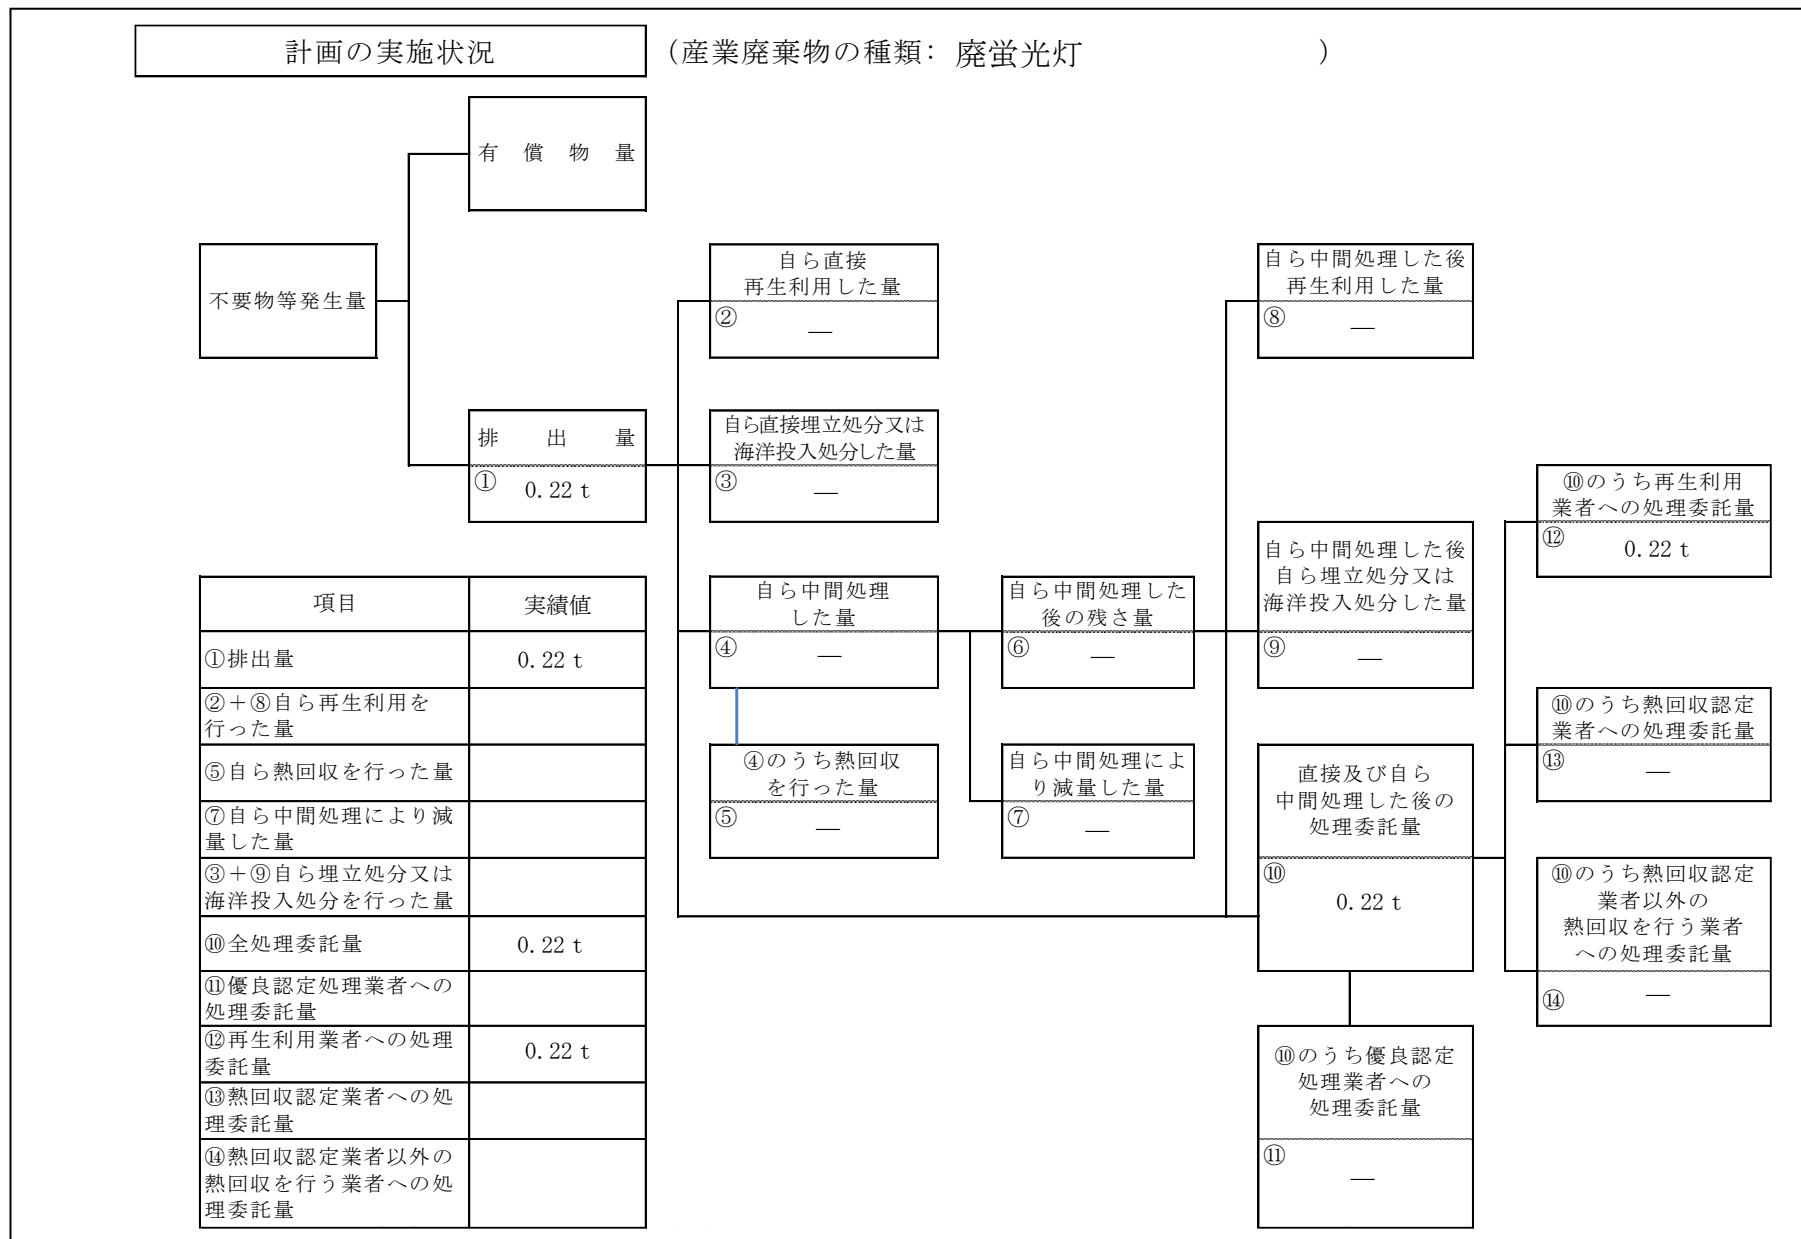 計画の実施状況
（産業廃棄物の種類： 廃蛍光灯 ）
有償物量
不要物等発生量
排出量
① 0.22 t
自ら直接
再生利用した量
② ―
自ら直接埋立処分又は
海洋投入処分した量
③ ―
自ら中間処理
した量
④ ―
④のうち熱回収
を行った量
⑤ ―
自ら中間処理した
後の残さ量
⑥ ―
自ら中間処理によ
り減量した量
⑦ ―
自ら中間処理した後
再生利用した量
⑧ ―
自ら中間処理した後
自ら埋立処分又は
海洋投入処分した量
⑨ ―
直接及び自ら
中間処理した後の
処理委託量
⑩
0.22 t
⑩のうち優良認定
処理業者への
処理委託量
⑪
―
⑩のうち再生利用
業者への処理委託量
⑫ 0.22 t
⑩のうち熱回収認定
業者への処理委託量
⑬ ―
⑩のうち熱回収認定
業者以外の
熱回収を行う業者
への処理委託量
⑭ ―
項目 実績値
①排出量 0.22 t
②＋⑧自ら再生利用を
行った量
⑤自ら熱回収を行った量
⑦自ら中間処理により減
量した量
③＋⑨自ら埋立処分又は
海洋投入処分を行った量
⑩全処理委託量 0.22 t
⑪優良認定処理業者への
処理委託量
⑫再生利用業者への処理
委託量 0.22 t
⑬熱回収認定業者への処
理委託量
⑭熱回収認定業者以外の
熱回収を行う業者への処
理委託量